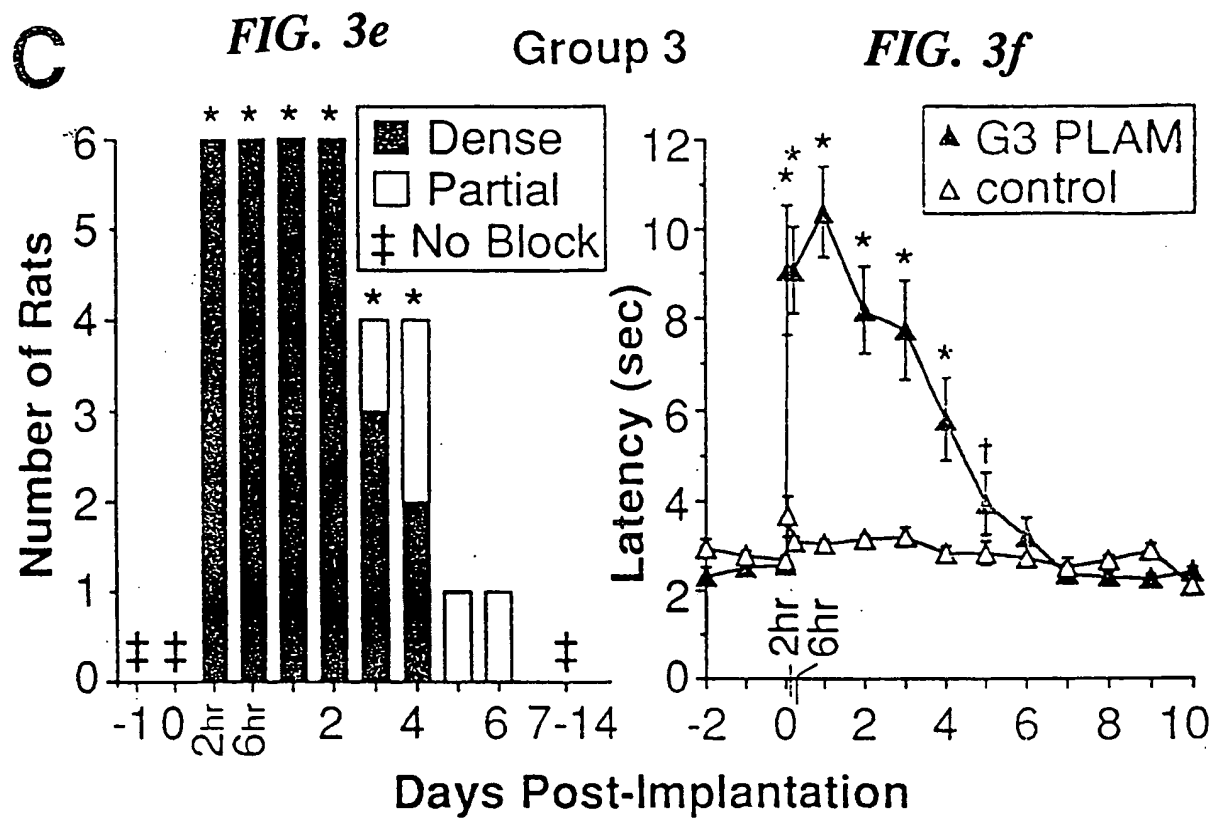 C
FIG. 3e
Group 3
FIG. 3f
* * * *
Dense
Partial
‡ No Block
* *
6
5
4
3
2
1
0
Number of Rats
‡ ‡ ‡
-1 0 2hr 6hr 2 4 6 7-14
G3 PLAM
control
* * * * * * †
12
10
8
6
4
2
0
Latency (sec)
2hr
6hr
-2 0 2 4 6 8 10
Days Post-Implantation